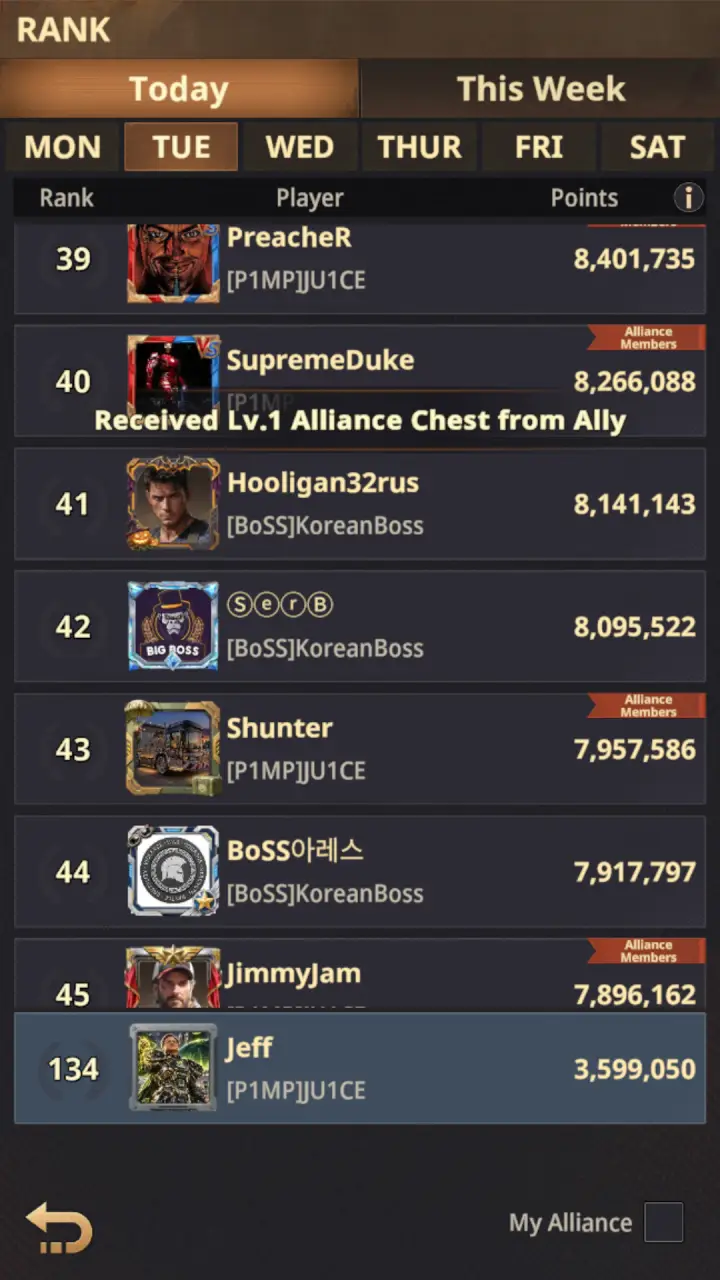 RANK
Today
This Week
MON
TUE
WED
THUR
FRI
SAT
Rank
Player
Points
39
PreacheR
[P1MP]JU1CE
8,401,735
Members
40
SupremeDuke
[P1MP
Alliance
Members
8,266,088
Received Lv.1 Alliance Chest from Ally
41
Hooligan32rus
[BoSS]KoreanBoss
8,141,143
42
BIG BOSS
ⓈⓔⓡⒷ
[BoSS]KoreanBoss
8,095,522
43
Shunter
[P1MP]JU1CE
Alliance
Members
7,957,586
44
BoSS아레스
[BoSS]KoreanBoss
7,917,797
45
JimmyJam
Alliance
Members
7,896,162
134
Jeff
[P1MP]JU1CE
3,599,050
My Alliance